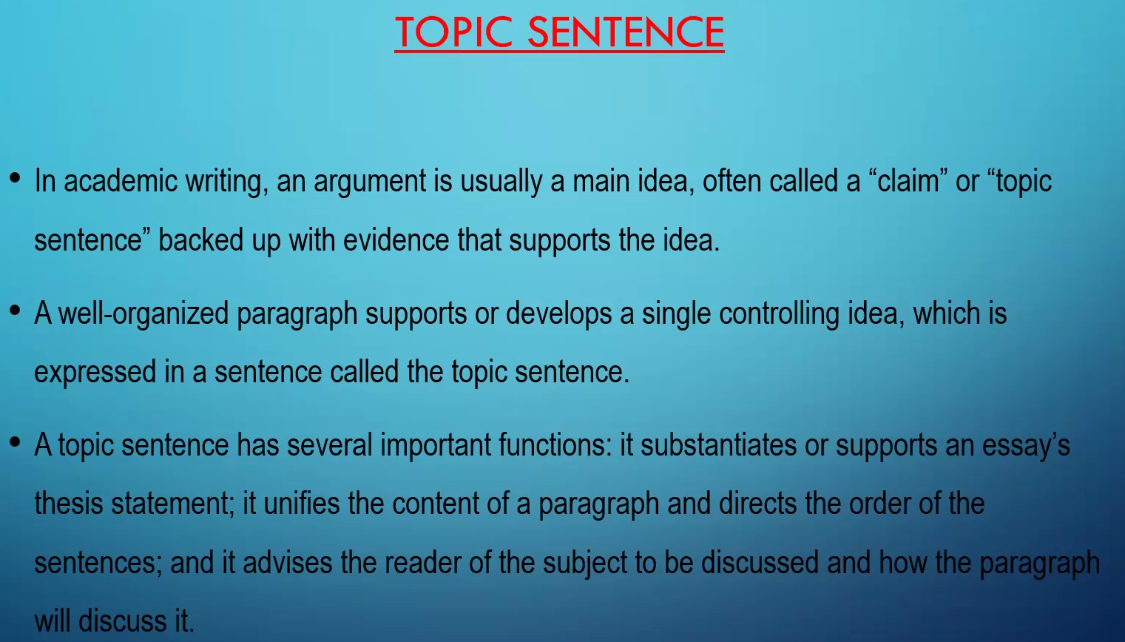 TOPIC SENTENCE
• In academic writing, an argument is usually a main idea, often called a “claim” or “topic
sentence” backed up with evidence that supports the idea.
• A well-organized paragraph supports or develops a single controlling idea, which is
expressed in a sentence called the topic sentence.
• A topic sentence has several important functions: it substantiates or supports an essay’s
thesis statement; it unifies the content of a paragraph and directs the order of the
sentences; and it advises the reader of the subject to be discussed and how the paragraph
will discuss it.